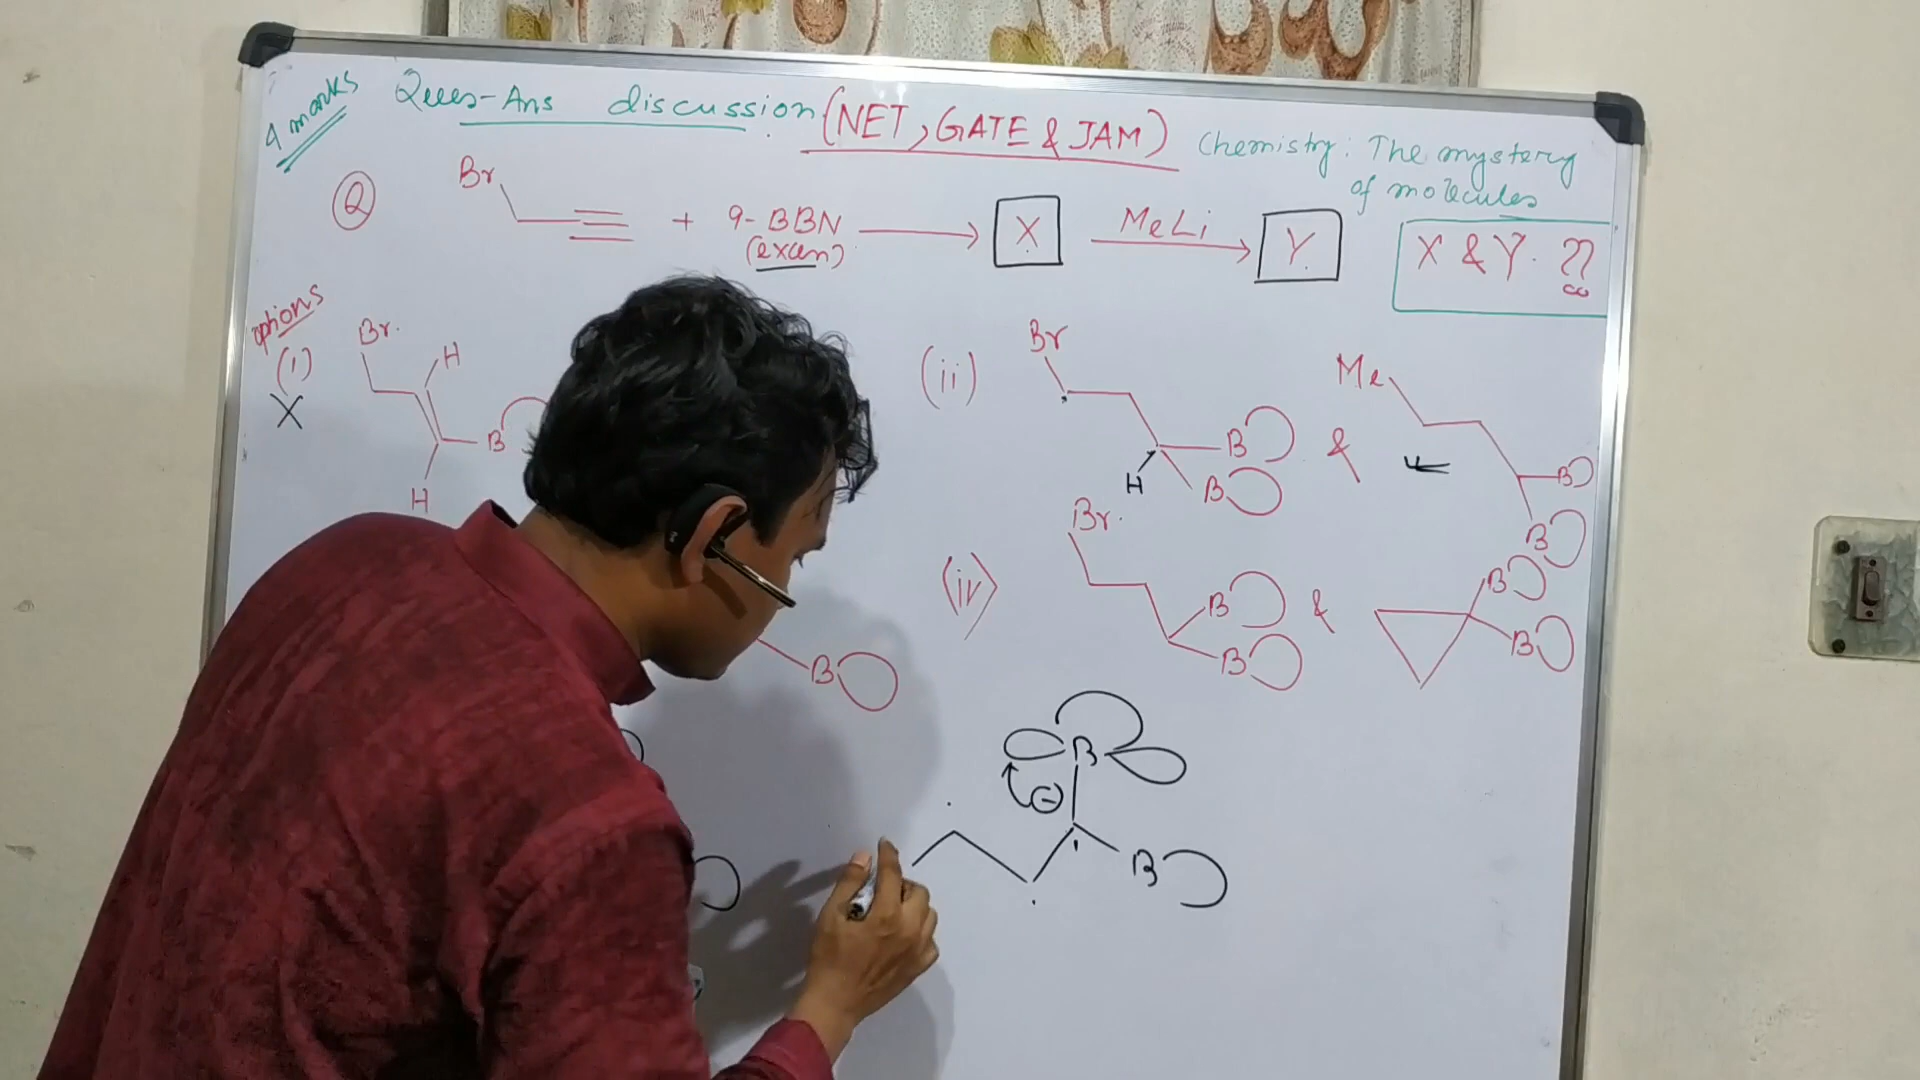 4 marks Ques-Ans discussion (NET, GATE & JAM) Chemistry: The mystery
of molecules
Q Br + 9-BBN X MeLi Y X & Y. ??
(excen)
options
(i) Br. H B H
X
(ii) Br B B H & Me B B
B
(iv) Br. B B & B B
B ⊖ B